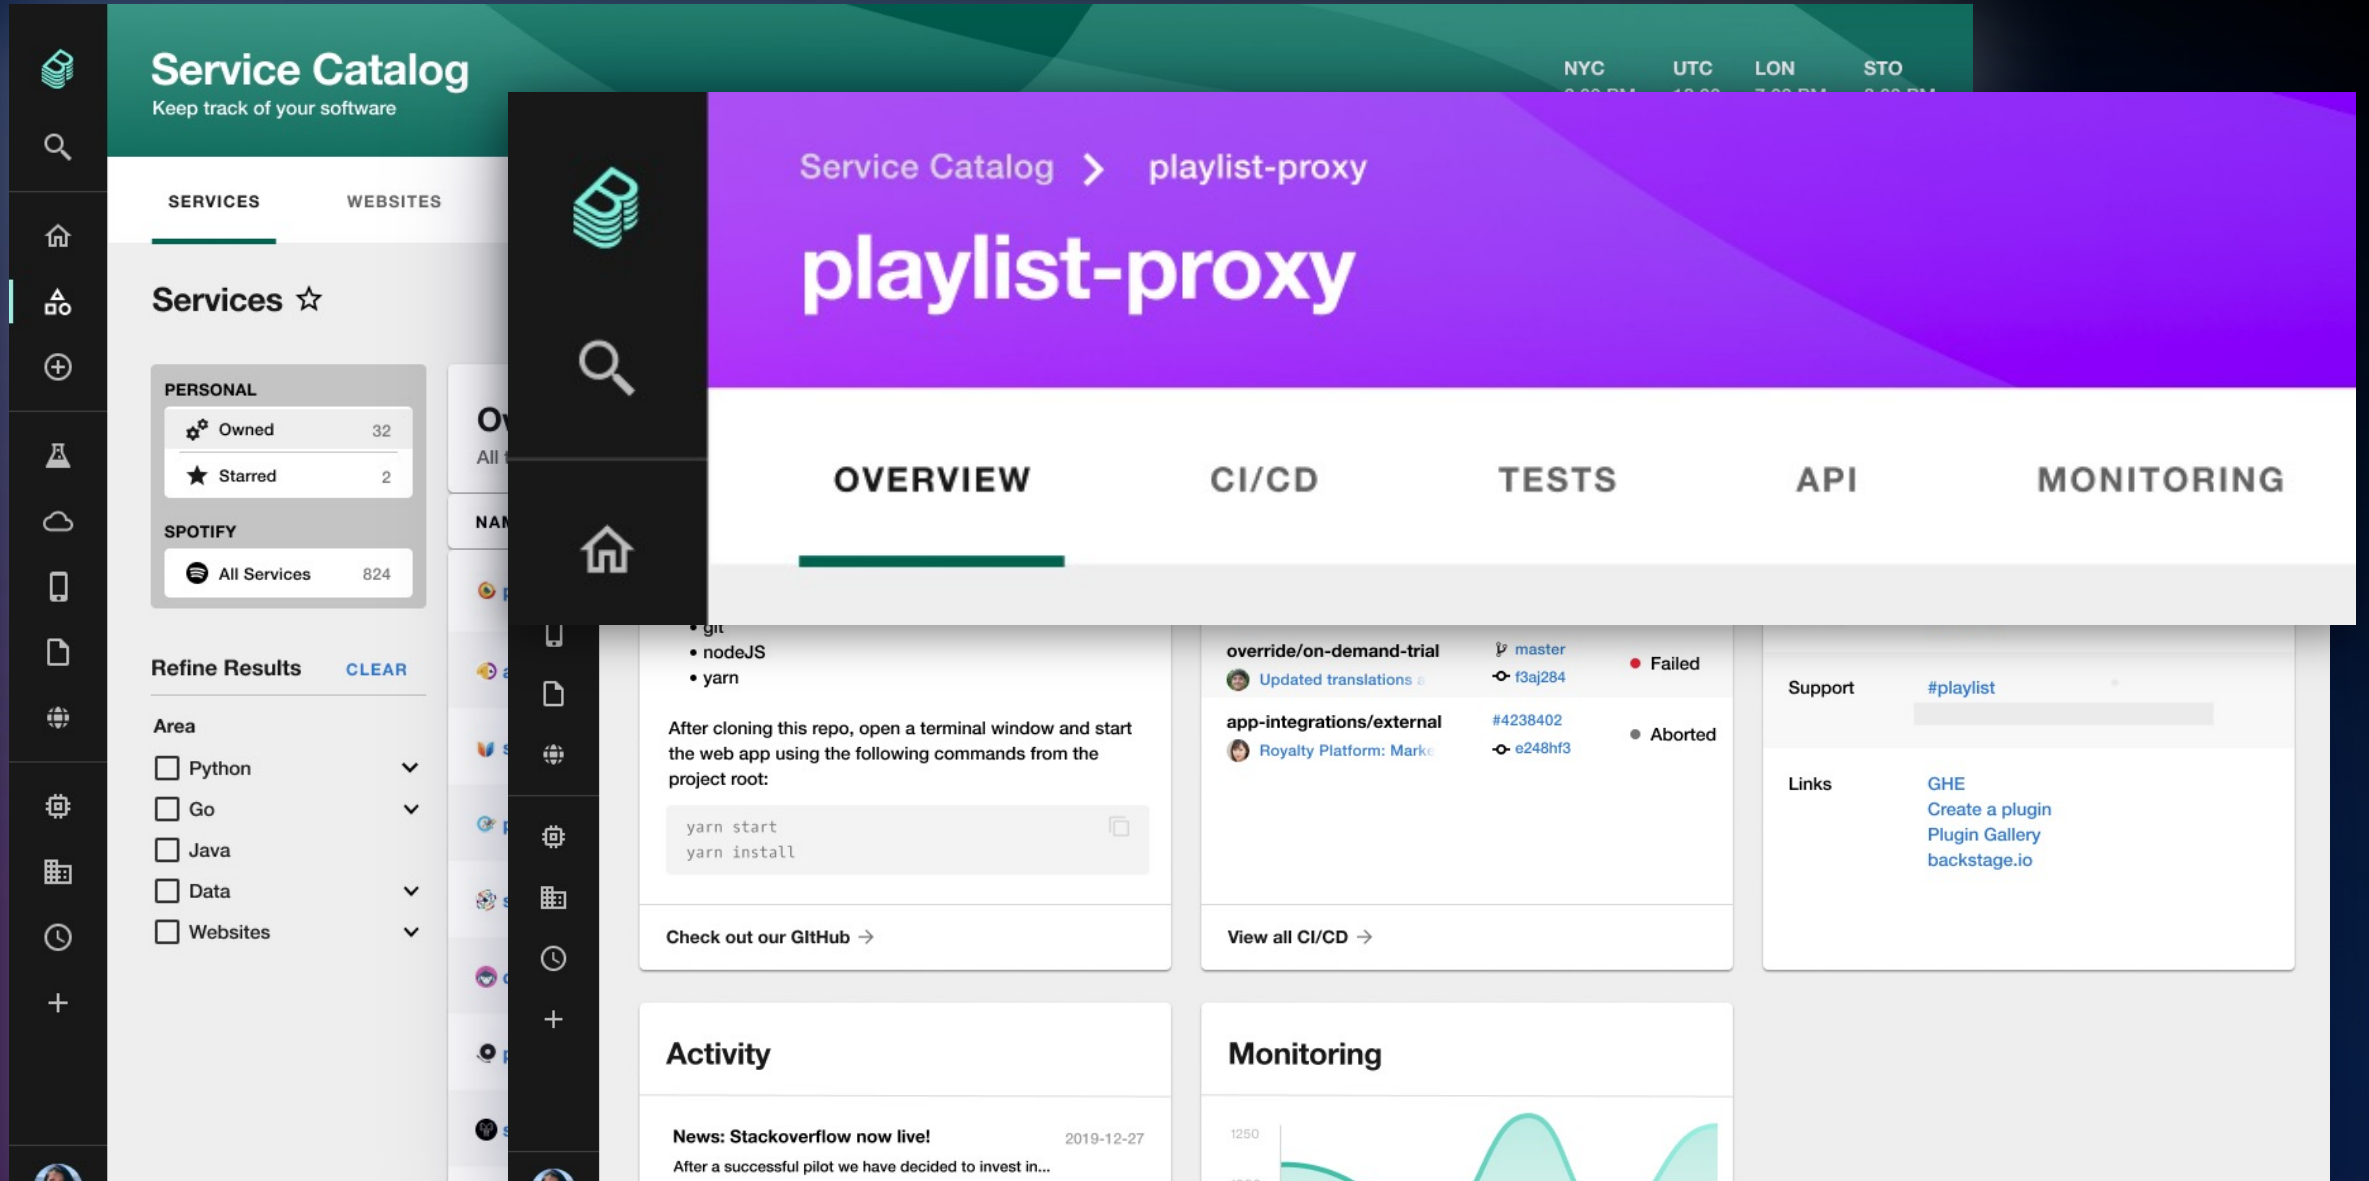 Service Catalog
Keep track of your software
NYC UTC LON STO
SERVICES WEBSITES
Services
PERSONAL
Owned 32
Starred 2
SPOTIFY
All Services 824
Refine Results CLEAR
Area
Python
Go
Java
Data
Websites
All
Service Catalog playlist-proxy
playlist-proxy
OVERVIEW CI/CD TESTS API MONITORING
• git
• nodeJS
• yarn
After cloning this repo, open a terminal window and start
the web app using the following commands from the
project root:
yarn start
yarn install
Check out our GItHub →
override/on-demand-trial master Failed
Updated translations a f3aj284
app-integrations/external #4238402 Aborted
Royalty Platform: Marke e248hf3
View all CI/CD →
Support #playlist
Links GHE
Create a plugin
Plugin Gallery
backstage.io
Activity
News: Stackoverflow now live! 2019-12-27
After a successful pilot we have decided to invest in...
Monitoring
1250